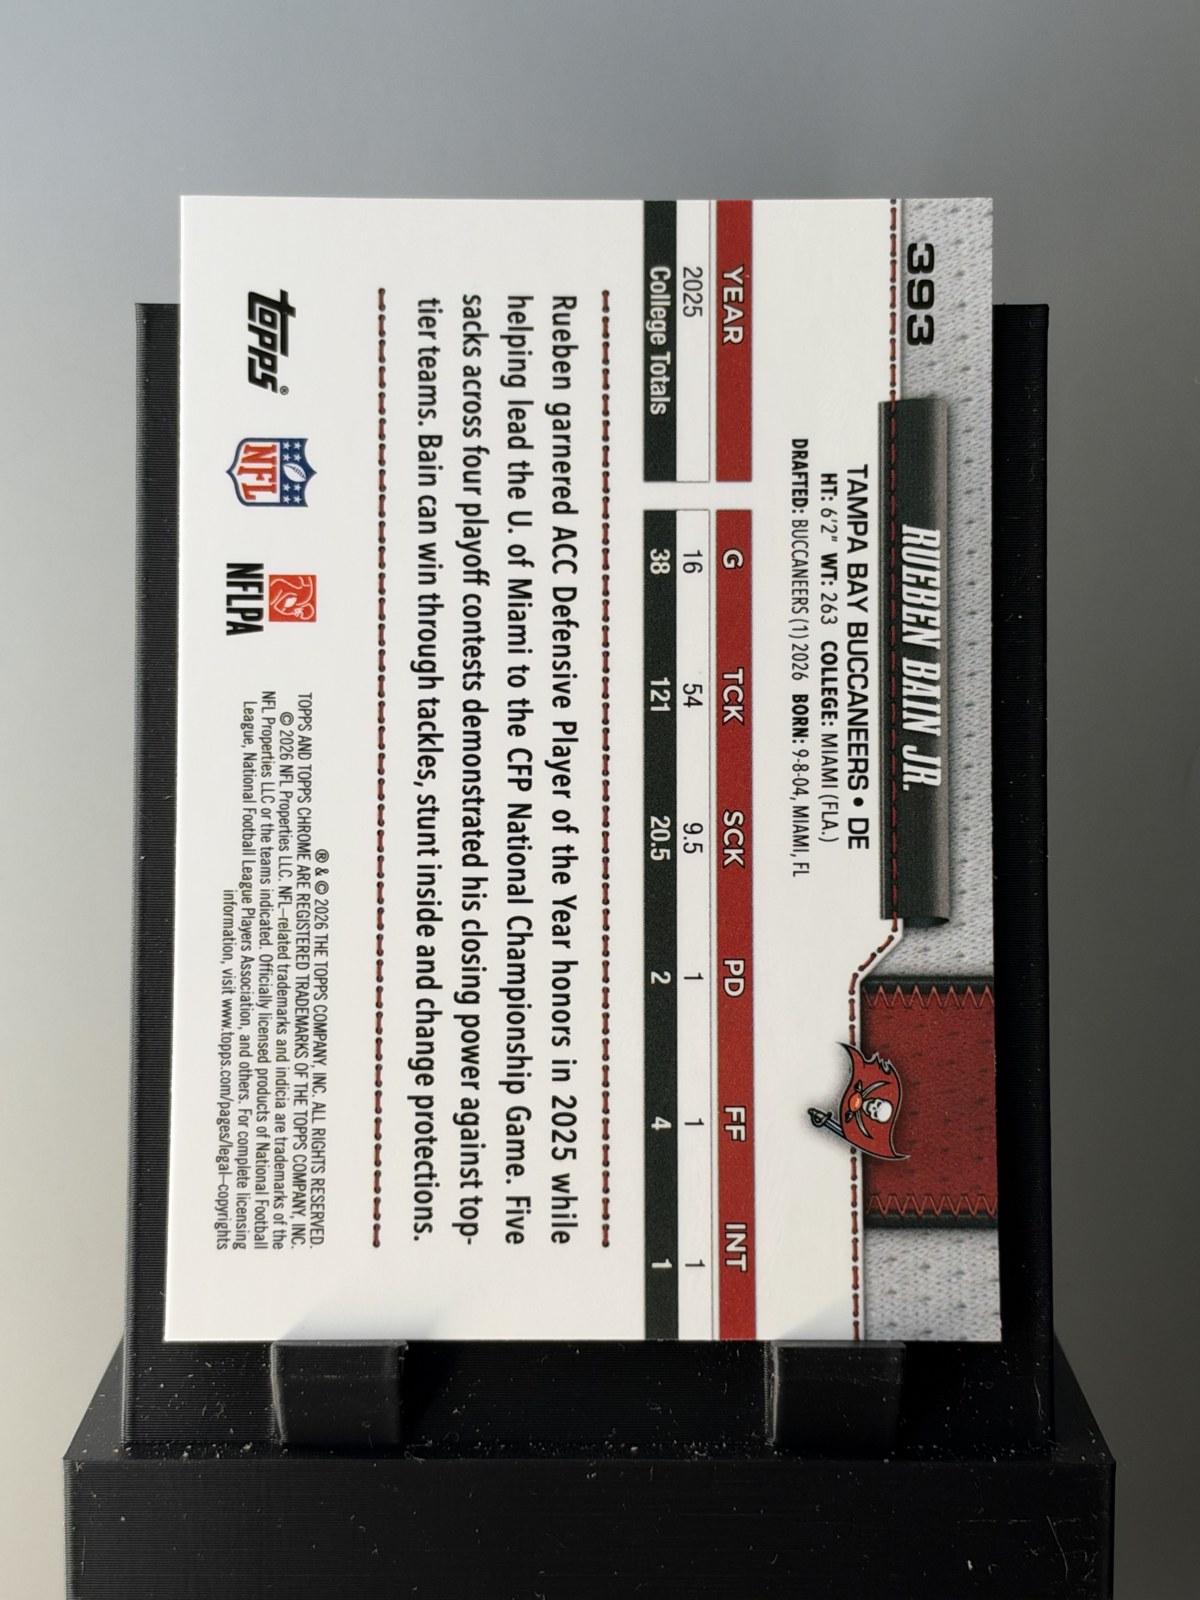 393
RUEBEN BAIN JR.
TAMPA BAY BUCCANEERS • DE
HT: 6'2" WT: 263 COLLEGE: MIAMI (FLA.)
DRAFTED: BUCCANEERS (1) 2026 BORN: 9-8-04, MIAMI, FL
YEAR G TCK SCK PD FF INT
2025 16 54 9.5 1 1 1
College Totals 38 121 20.5 2 4 1
Rueben garnered ACC Defensive Player of the Year honors in 2025 while
helping lead the U. of Miami to the CFP National Championship Game. Five
sacks across four playoff contests demonstrated his closing power against top-
tier teams. Bain can win through tackles, stunt inside and change protections.
topps®
NFL
NFLPA
® & © 2026 THE TOPPS COMPANY, INC. ALL RIGHTS RESERVED.
TOPPS AND TOPPS CHROME ARE REGISTERED TRADEMARKS OF THE TOPPS COMPANY, INC.
© 2026 NFL Properties LLC. NFL-related trademarks and indicia are trademarks of the
NFL Properties LLC or the teams indicated. Officially licensed products of National Football
League, National Football League Players Association, and others. For complete licensing
information, visit www.topps.com/pages/legal-copyrights